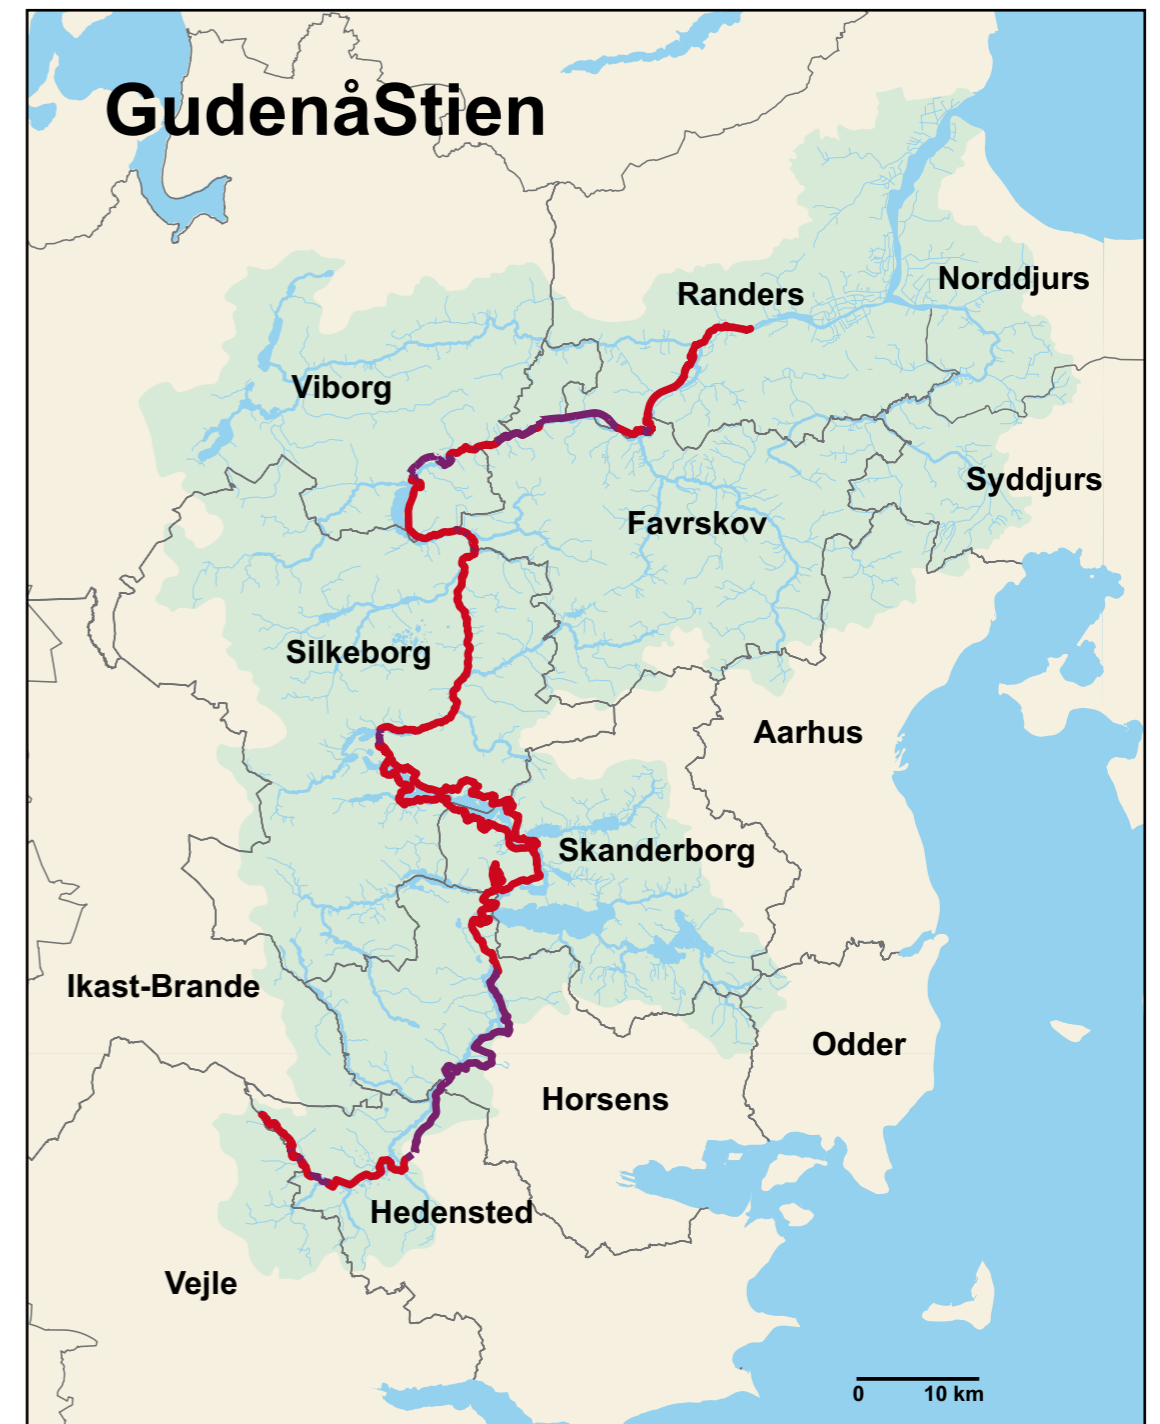 GudenåStien
Norddjurs
Randers
Viborg
Syddjurs
Favrskov
Silkeborg
Aarhus
Skanderborg
Ikast-Brande
Odder
Horsens
Hedensted
Vejle
0 10 km